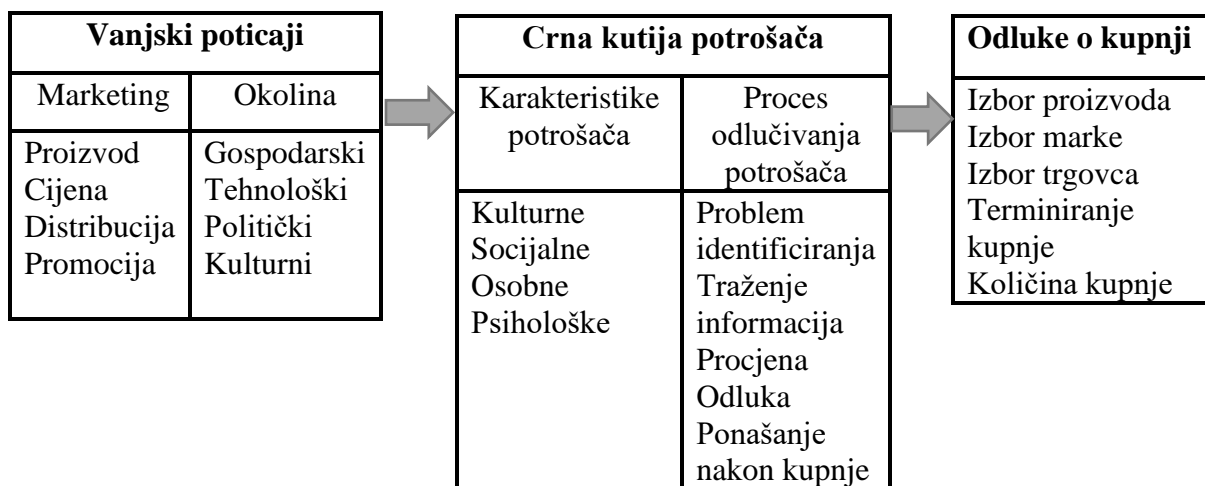 Vanjski poticaji
Marketing
Okolina
Proizvod
Cijena
Distribucija
Promocija
Gospodarski
Tehnološki
Politički
Kulturni
Crna kutija potrošača
Karakteristike
potrošača
Proces
odlučivanja
potrošača
Kulturne
Socijalne
Osobne
Psihološke
Problem
identificiranja
Traženje
informacija
Procjena
Odluka
Ponašanje
nakon kupnje
Odluke o kupnji
Izbor proizvoda
Izbor marke
Izbor trgovca
Terminiranje
kupnje
Količina kupnje